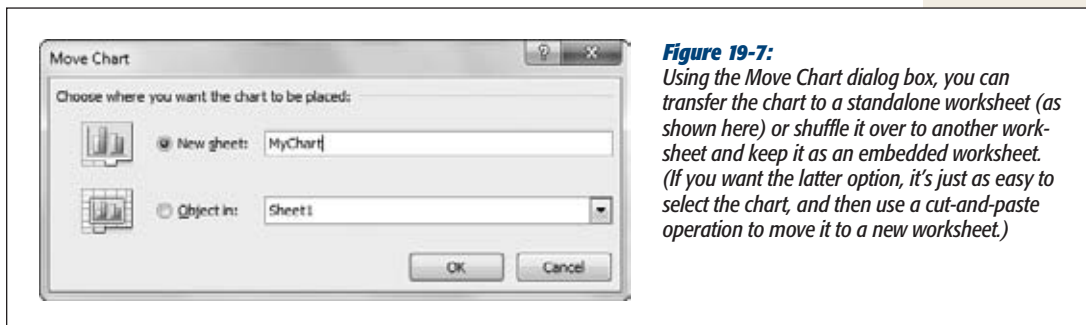 Move Chart
Choose where you want the chart to be placed:
New sheet: MyChart
Object in: Sheet1
OK Cancel
Figure 19-7:
Using the Move Chart dialog box, you can
transfer the chart to a standalone worksheet (as
shown here) or shuffle it over to another work-
sheet and keep it as an embedded worksheet.
(If you want the latter option, it's just as easy to
select the chart, and then use a cut-and-paste
operation to move it to a new worksheet.)